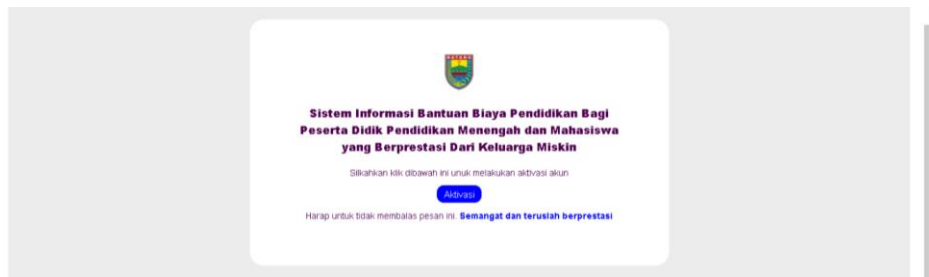 BATANG
Sistem Informasi Bantuan Biaya Pendidikan Bagi
Peserta Didik Pendidikan Menengah dan Mahasiswa
yang Berprestasi Dari Keluarga Miskin
Silkahkan klik dibawah ini unuk melakukan aktivasi akun
Aktivasi
Harap untuk tidak membalas pesan ini. Semangat dan teruslah berprestasi